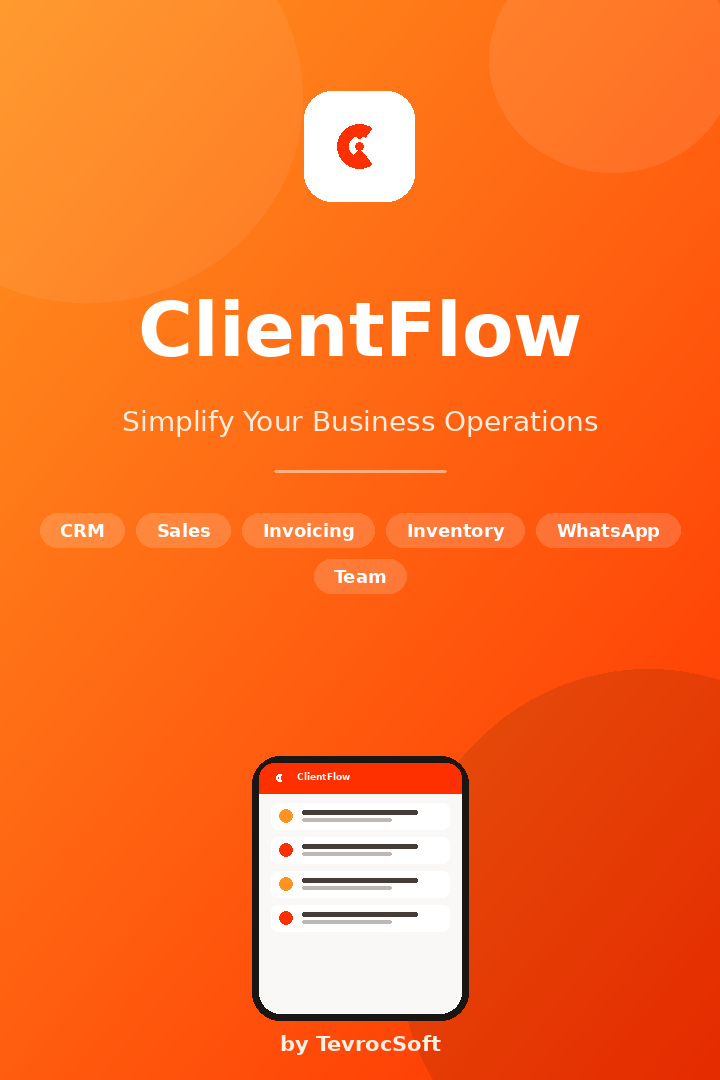 ClientFlow
Simplify Your Business Operations
CRM Sales Invoicing Inventory WhatsApp
Team
ClientFlow
by TevrocSoft